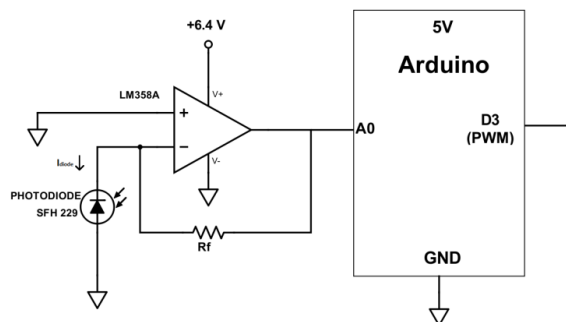 +6.4 V
5V
Arduino
LM358A
V+
+
A0
D3
(PWM)
−
V-
Idiode
PHOTODIODE
SFH 229
Rf
GND